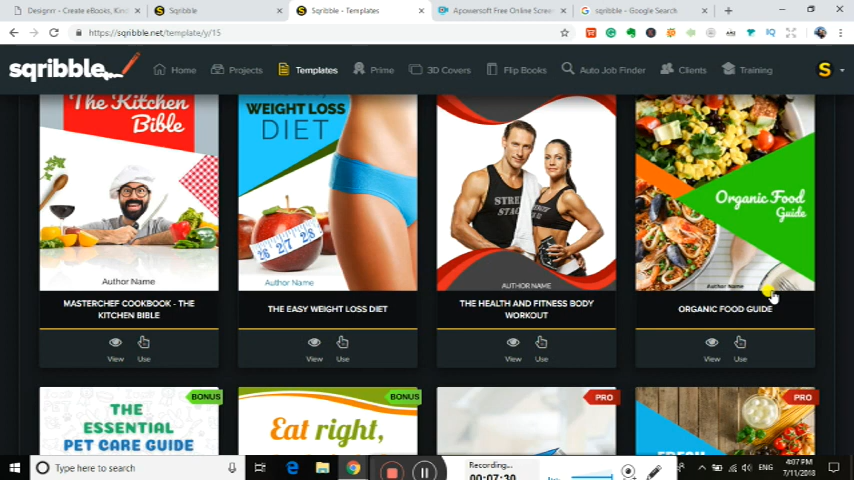 Designrr - Create eBooks, Kind
Sqribble
Sqribble - Templates
Apowersoft Free Online Screen
sqribble - Google Search
https://sqribble.net/template/y/15
sqribble
Home
Projects
Templates
Prime
3D Covers
Flip Books
Auto Job Finder
Clients
Training
S
The Kitchen
Bible
Author Name
WEIGHT LOSS
DIET
26 27 28
Author Name
AUTHOR NAME
Organic Food
Guide
Author Name
MASTERCHEF COOKBOOK - THE
KITCHEN BIBLE
THE EASY WEIGHT LOSS DIET
THE HEALTH AND FITNESS BODY
WORKOUT
ORGANIC FOOD GUIDE
View
Use
View
Use
View
Use
View
Use
BONUS
THE
ESSENTIAL
PET CARE GUIDE
BONUS
Eat right,
PRO
PRO
Type here to search
Recording...
00:07:30
ENG
4:07 PM
7/11/2018